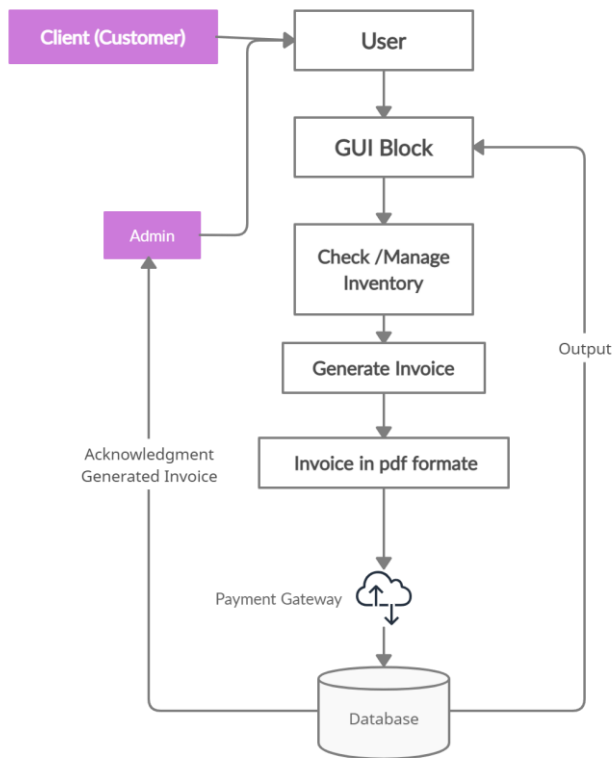 Client (Customer)
User
GUI Block
Admin
Check /Manage
Inventory
Output
Generate Invoice
Acknowledgment
Generated Invoice
Invoice in pdf formate
Payment Gateway
Database